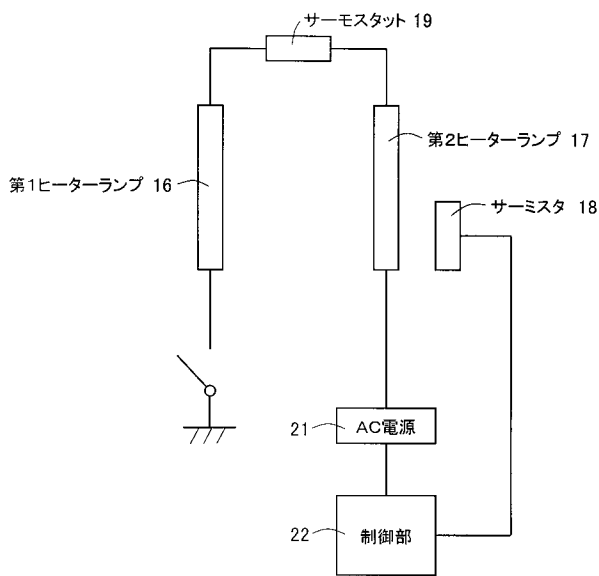 サーモスタット 19
第1ヒーターランプ 16
第2ヒーターランプ 17
サーミスタ 18
21 AC電源
22 制御部